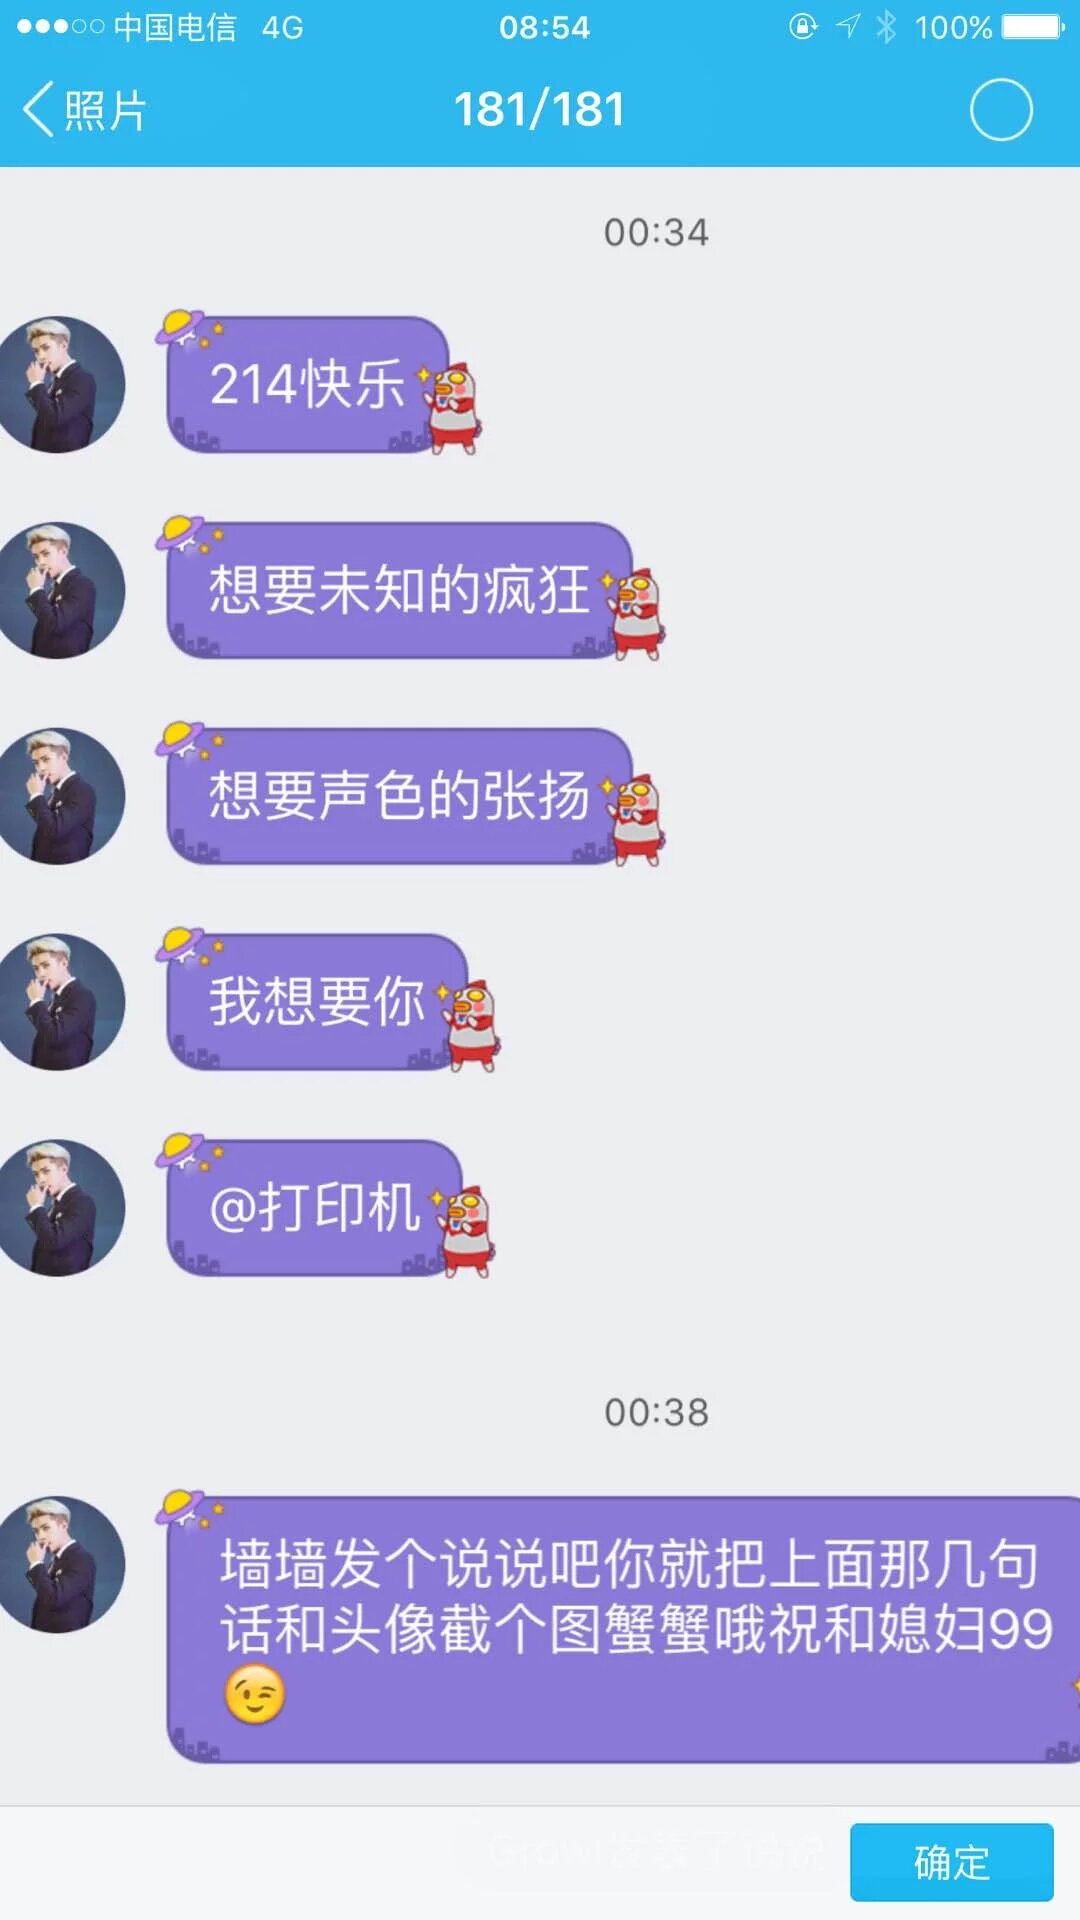 中国电信 4G 08:54 100%
照片 181/181
00:34
214快乐
想要未知的疯狂
想要声色的张扬
我想要你
@打印机
00:38
墙墙发个说说吧你就把上面那几句
话和头像截个图蟹蟹哦祝和媳妇99
确定